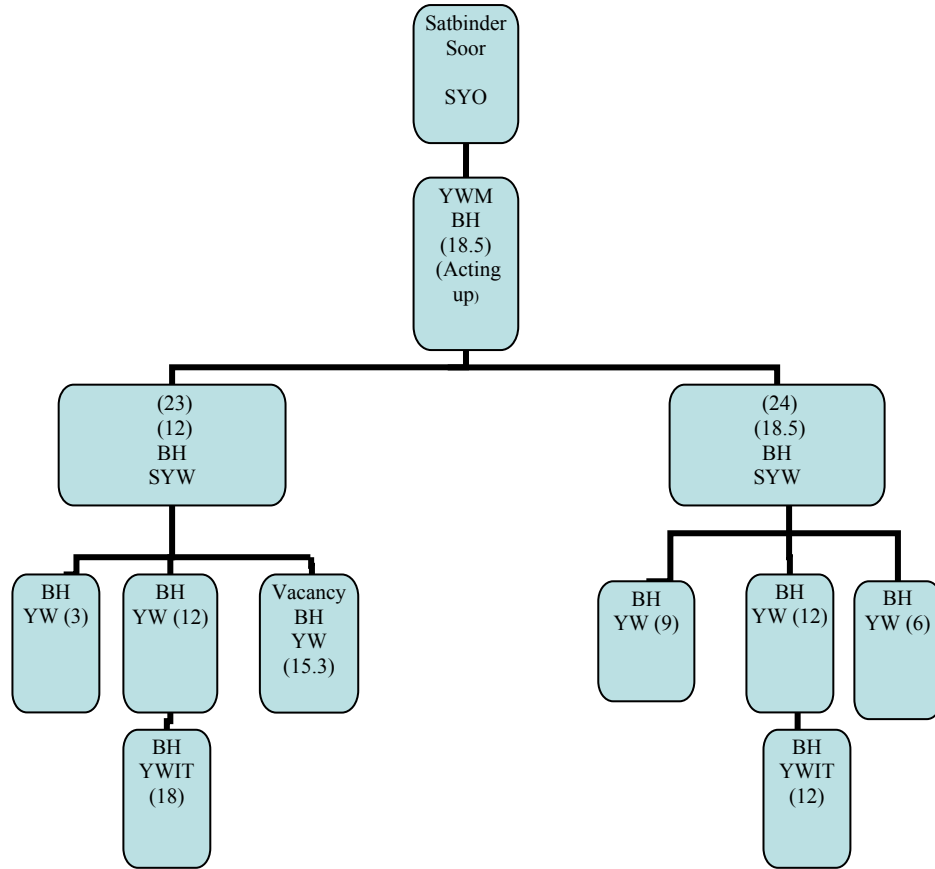 Satbinder
Soor
SYO
YWM
BH
(18.5)
(Acting
up)
(23)
(12)
BH
SYW
(24)
(18.5)
BH
SYW
BH
YW (3)
BH
YW (12)
Vacancy
BH
YW
(15.3)
BH
YW (9)
BH
YW (12)
BH
YW (6)
BH
YWIT
(18)
BH
YWIT
(12)